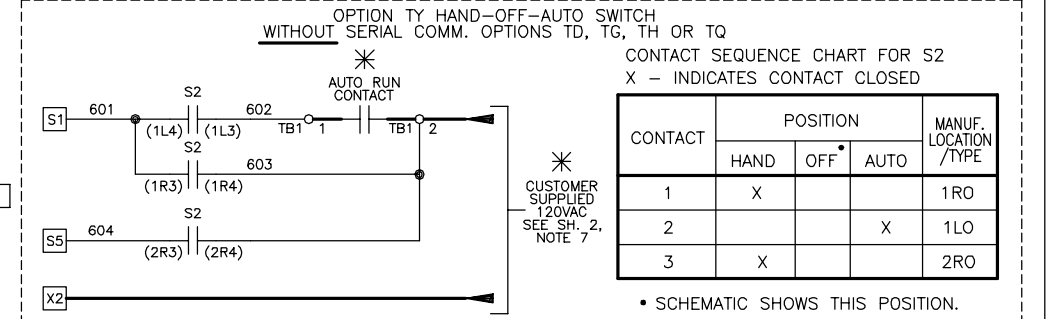 OPTION TY HAND-OFF-AUTO SWITCH
WITHOUT SERIAL COMM. OPTIONS TD, TG, TH OR TQ
AUTO RUN
CONTACT
S1
601
S2
602
(1L4)
(1L3)
TB1
1
TB1
2
S2
603
(1R3)
(1R4)
S5
604
S2
(2R3)
(2R4)
X2
CUSTOMER
SUPPLIED
120VAC
SEE SH. 2,
NOTE 7
CONTACT SEQUENCE CHART FOR S2
X - INDICATES CONTACT CLOSED
CONTACT
POSITION
MANUF.
LOCATION
/TYPE
HAND
OFF•
AUTO
1 X 1RO
2 X 1LO
3 X 2RO
• SCHEMATIC SHOWS THIS POSITION.